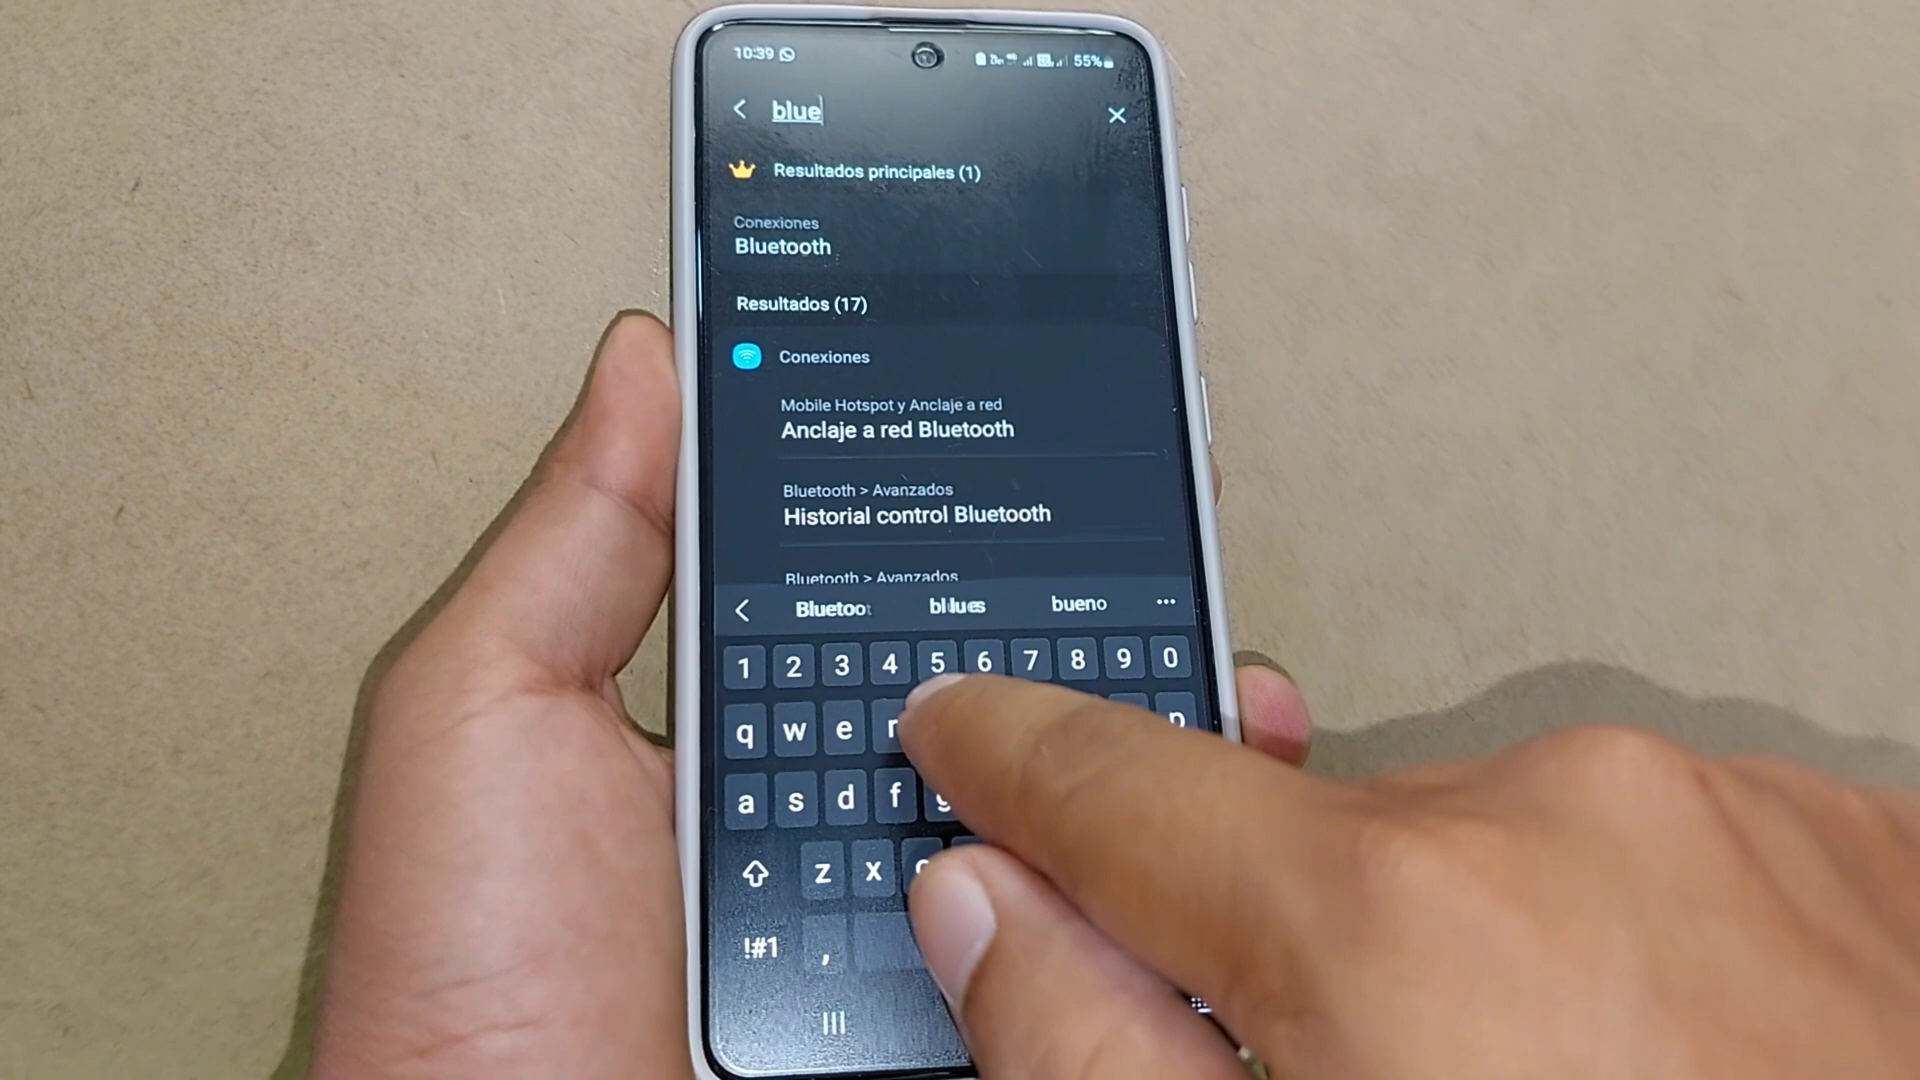 10:39 55%
blue
Resultados principales (1)
Conexiones
Bluetooth
Resultados (17)
Conexiones
Mobile Hotspot y Anclaje a red
Anclaje a red Bluetooth
Bluetooth > Avanzados
Historial control Bluetooth
Bluetooth > Avanzados
Bluetoot blues bueno
1 2 3 4 5 6 7 8 9 0
q w e r p
a s d f g
z x c
!#1 ,